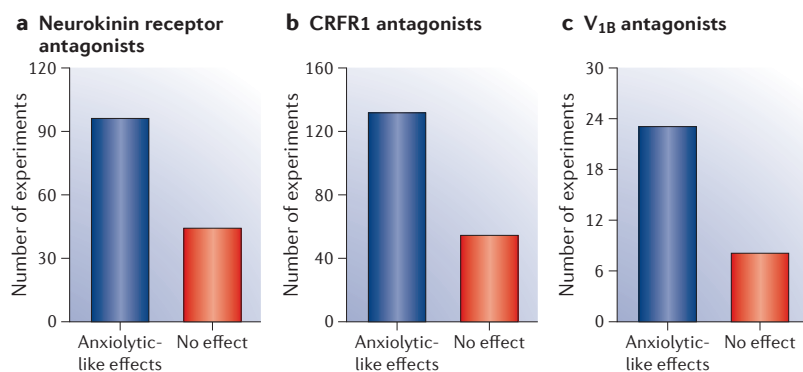 a Neurokinin receptor
antagonists
120
90
60
30
0
Number of experiments
Anxiolytic-
like effects
No effect
b CRFR1 antagonists
160
120
80
40
0
Number of experiments
Anxiolytic-
like effects
No effect
c V1B antagonists
30
24
18
12
6
0
Number of experiments
Anxiolytic-
like effects
No effect